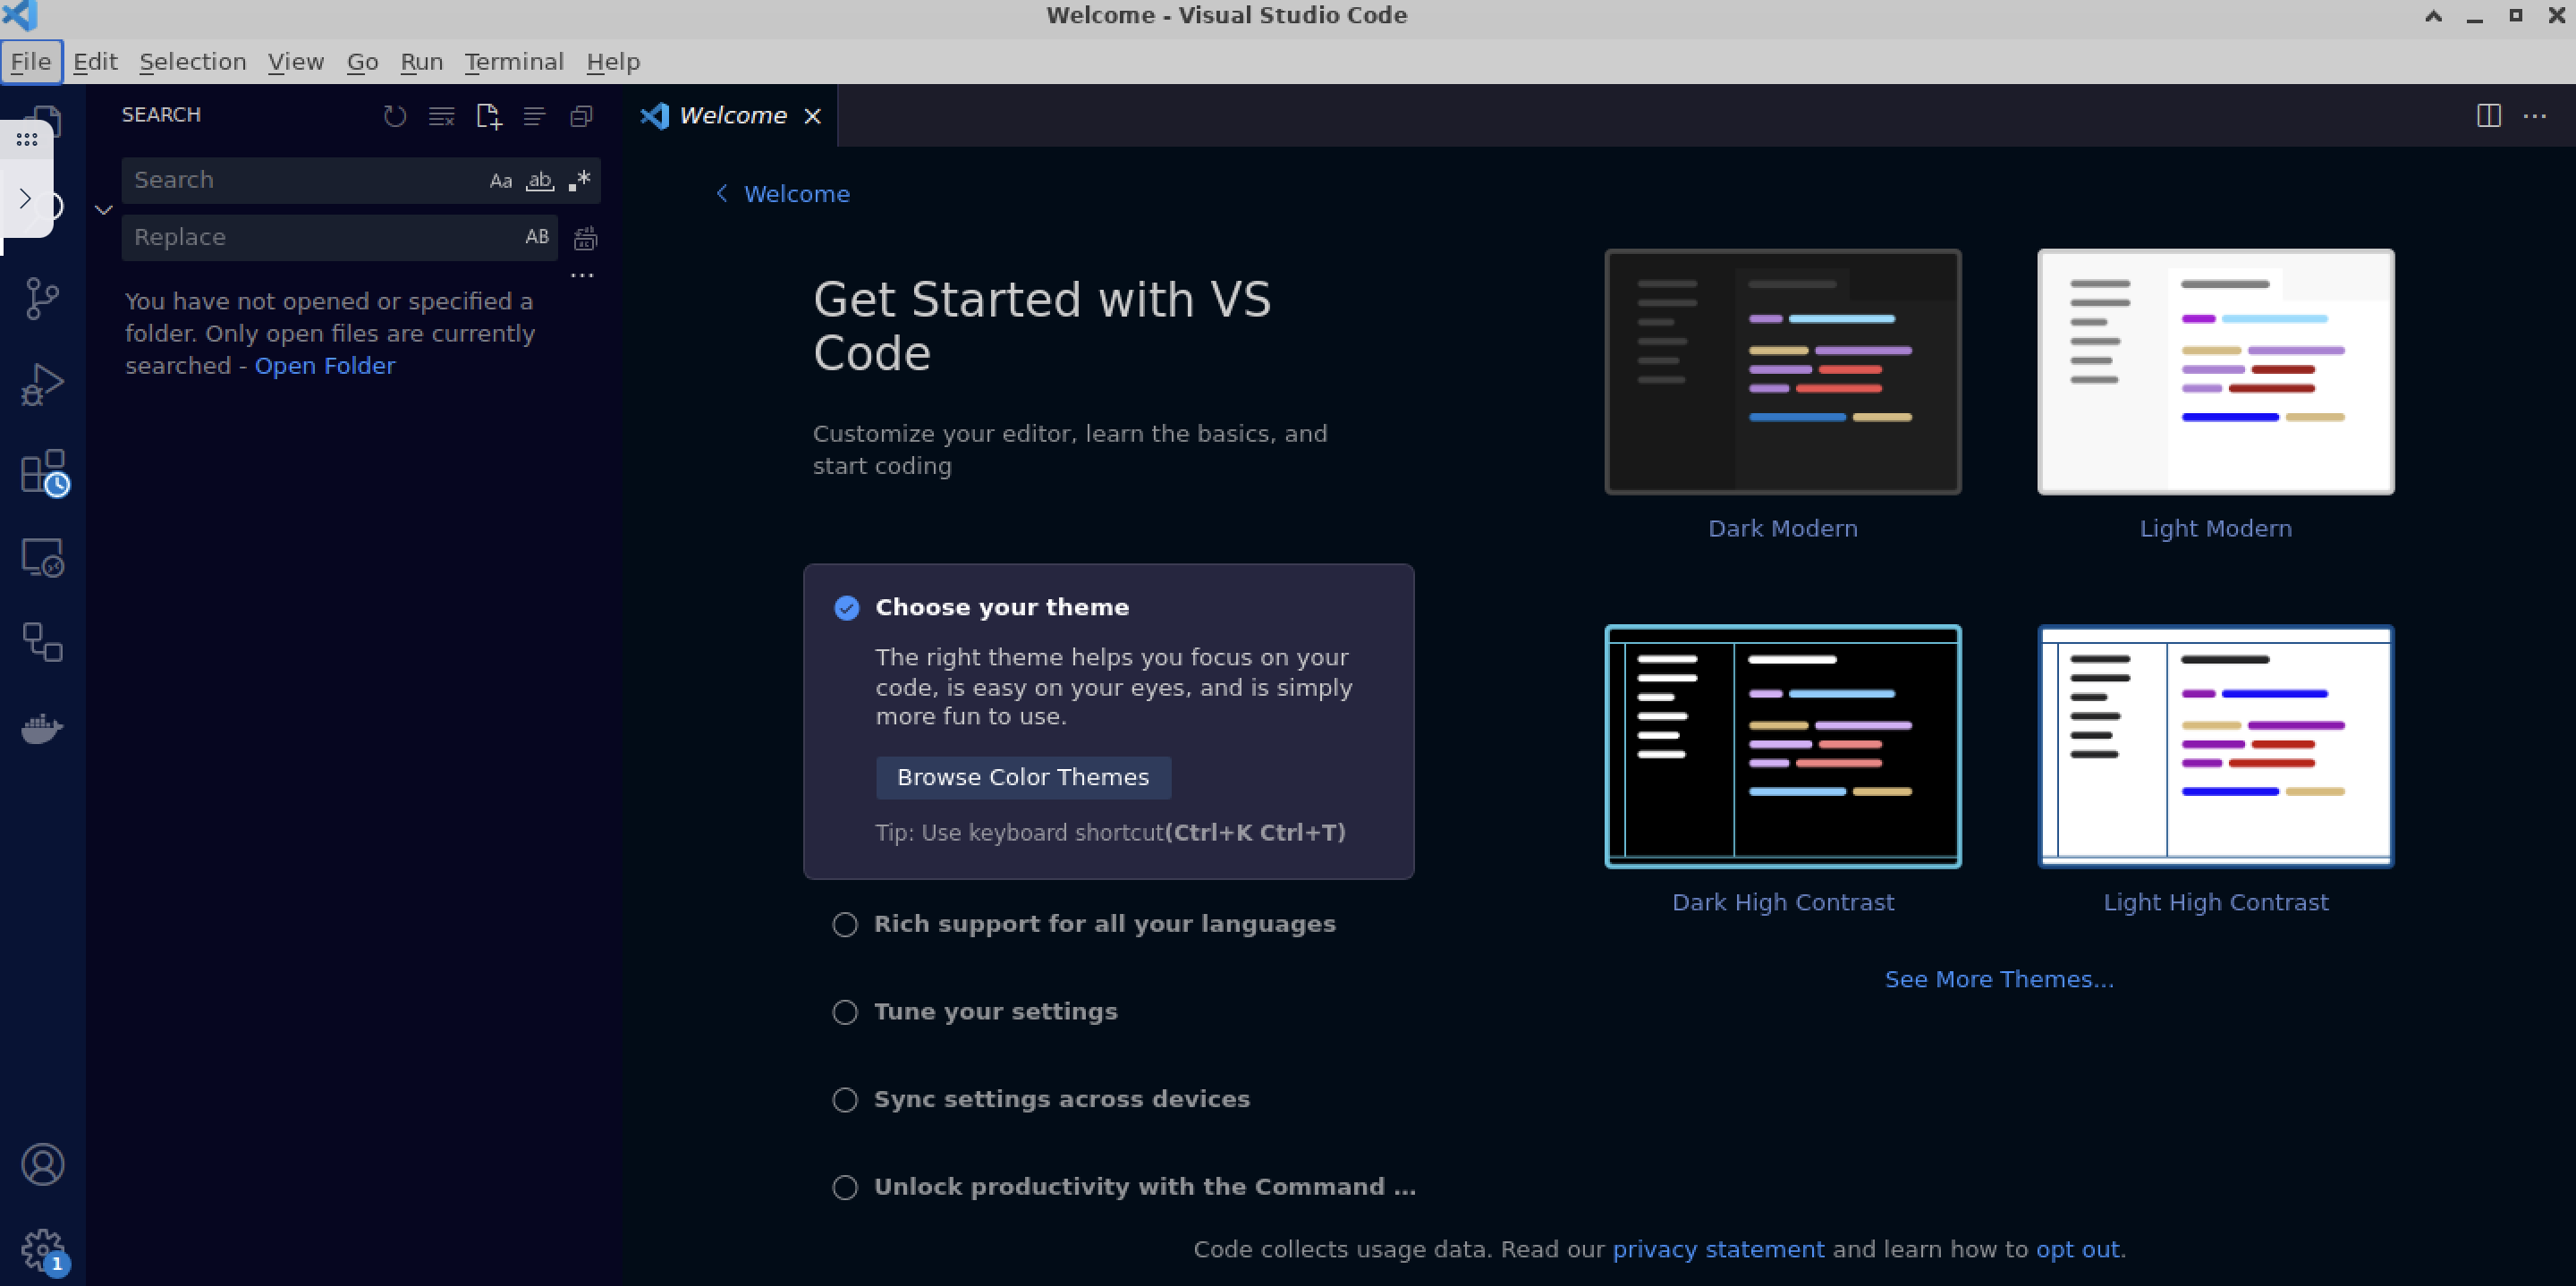 Welcome - Visual Studio Code
File Edit Selection View Go Run Terminal Help
SEARCH
Search Aa ab .*
Replace AB
You have not opened or specified a
folder. Only open files are currently
searched - Open Folder
1
Welcome
Welcome
Get Started with VS
Code
Customize your editor, learn the basics, and
start coding
Choose your theme
The right theme helps you focus on your
code, is easy on your eyes, and is simply
more fun to use.
Browse Color Themes
Tip: Use keyboard shortcut(Ctrl+K Ctrl+T)
Rich support for all your languages
Tune your settings
Sync settings across devices
Unlock productivity with the Command ...
Dark Modern
Light Modern
Dark High Contrast
Light High Contrast
See More Themes...
Code collects usage data. Read our privacy statement and learn how to opt out.